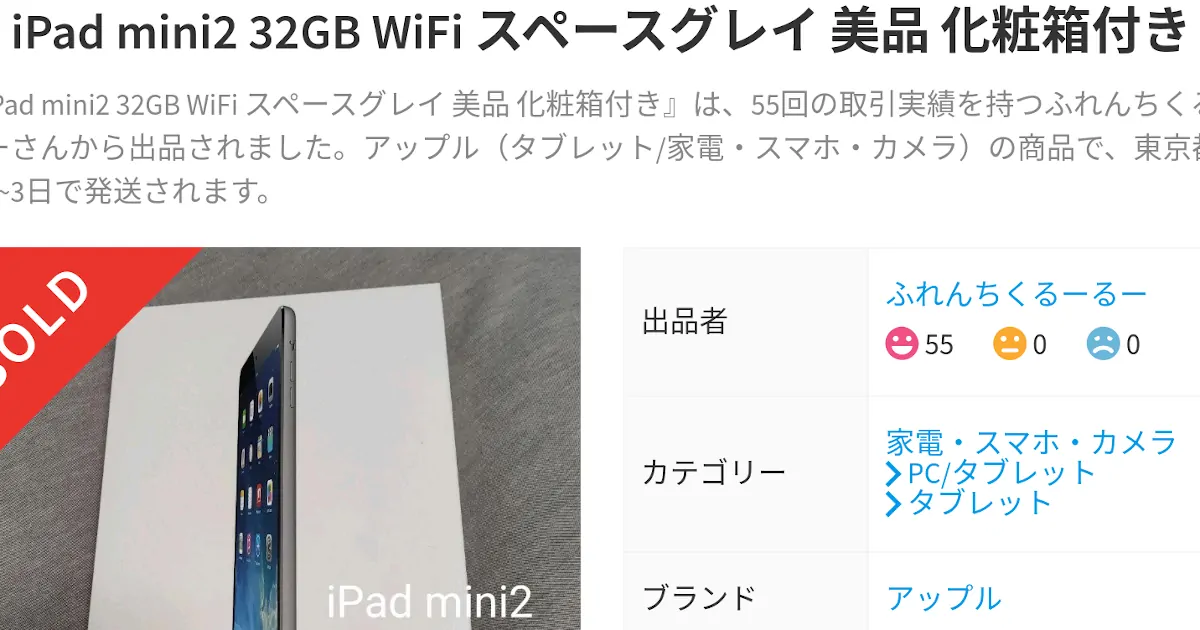 iPad mini2 32GB WiFi スペースグレイ 美品 化粧箱付き
Pad mini2 32GB WiFi スペースグレイ 美品 化粧箱付き』は、55回の取引実績を持つふれんちくる
ーさんから出品されました。アップル（タブレット/家電・スマホ・カメラ）の商品で、東京都
~3日で発送されます。
SOLD
iPad mini2
出品者
ふれんちくるーるー
55 0 0
カテゴリー
家電・スマホ・カメラ
PC/タブレット
タブレット
ブランド
アップル